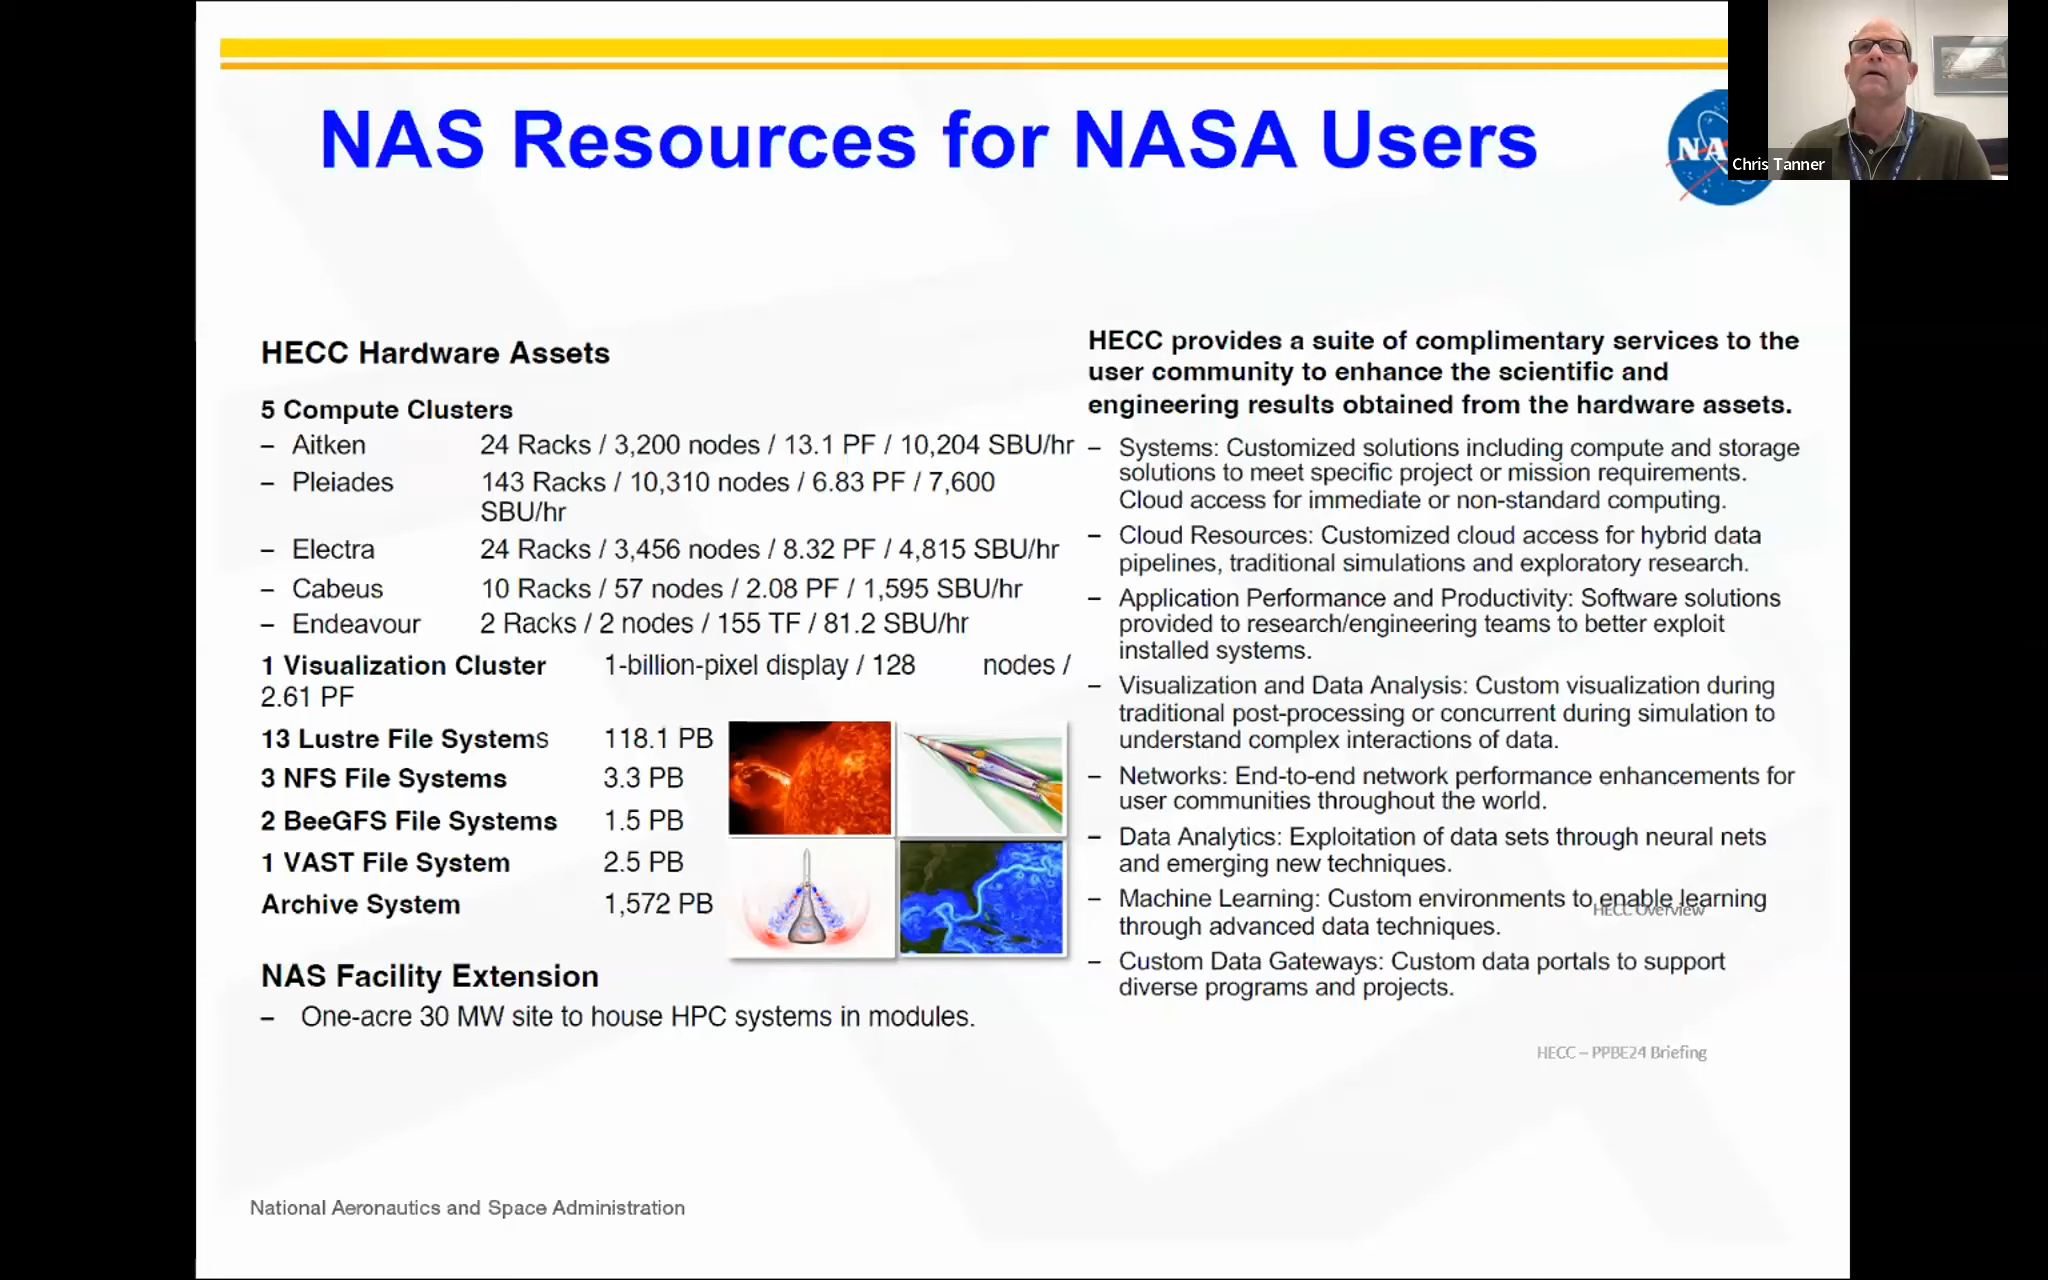 NAS Resources for NASA Users
Chris Tanner
HECC Hardware Assets
5 Compute Clusters
– Aitken 24 Racks / 3,200 nodes / 13.1 PF / 10,204 SBU/hr
– Pleiades 143 Racks / 10,310 nodes / 6.83 PF / 7,600
SBU/hr
– Electra 24 Racks / 3,456 nodes / 8.32 PF / 4,815 SBU/hr
– Cabeus 10 Racks / 57 nodes / 2.08 PF / 1,595 SBU/hr
– Endeavour 2 Racks / 2 nodes / 155 TF / 81.2 SBU/hr
1 Visualization Cluster 1-billion-pixel display / 128 nodes /
2.61 PF
13 Lustre File Systems 118.1 PB
3 NFS File Systems 3.3 PB
2 BeeGFS File Systems 1.5 PB
1 VAST File System 2.5 PB
Archive System 1,572 PB
NAS Facility Extension
– One-acre 30 MW site to house HPC systems in modules.
HECC provides a suite of complimentary services to the
user community to enhance the scientific and
engineering results obtained from the hardware assets.
– Systems: Customized solutions including compute and storage
solutions to meet specific project or mission requirements.
Cloud access for immediate or non-standard computing.
– Cloud Resources: Customized cloud access for hybrid data
pipelines, traditional simulations and exploratory research.
– Application Performance and Productivity: Software solutions
provided to research/engineering teams to better exploit
installed systems.
– Visualization and Data Analysis: Custom visualization during
traditional post-processing or concurrent during simulation to
understand complex interactions of data.
– Networks: End-to-end network performance enhancements for
user communities throughout the world.
– Data Analytics: Exploitation of data sets through neural nets
and emerging new techniques.
– Machine Learning: Custom environments to enable learning
HECC Overview
through advanced data techniques.
– Custom Data Gateways: Custom data portals to support
diverse programs and projects.
HECC – PPBE24 Briefing
National Aeronautics and Space Administration